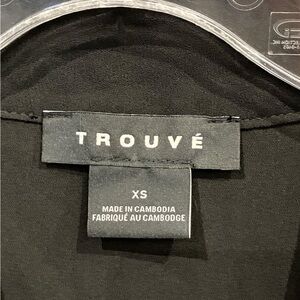 TROUVÉ
XS
MADE IN CAMBODIA
FABRIQUÉ AU CAMBODGE